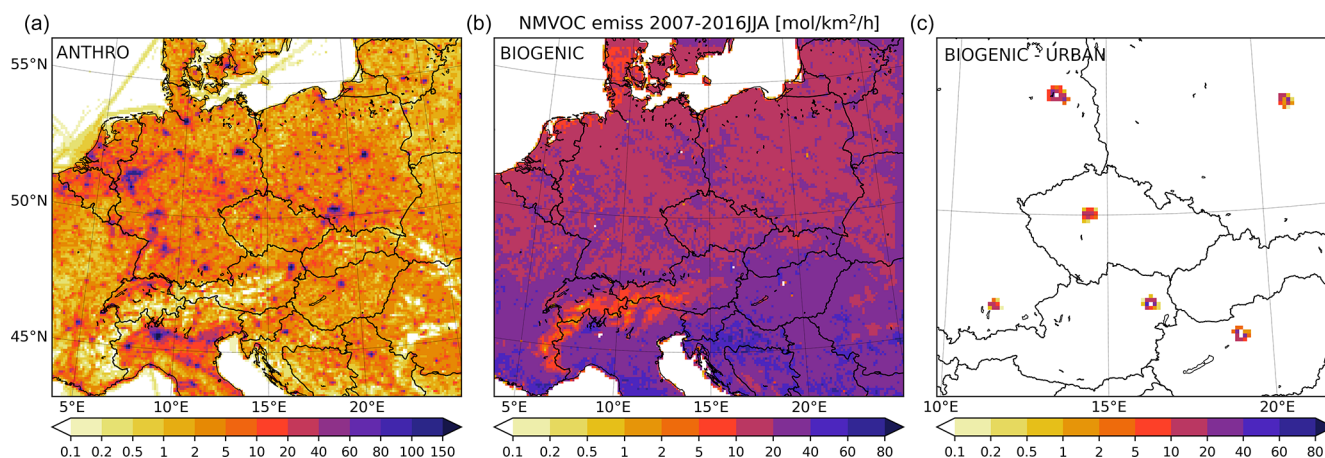 (a)
(b)
NMVOC emiss 2007-2016JJA [mol/km²/h]
(c)
ANTHRO
BIOGENIC
BIOGENIC - URBAN
55°N
50°N
45°N
5°E 10°E 15°E 20°E
5°E 10°E 15°E 20°E
10°E 15°E 20°E
0.1 0.2 0.5 1 2 5 10 20 40 60 80 100 150
0.1 0.2 0.5 1 2 5 10 20 40 60 80
0.1 0.2 0.5 1 2 5 10 20 40 60 80